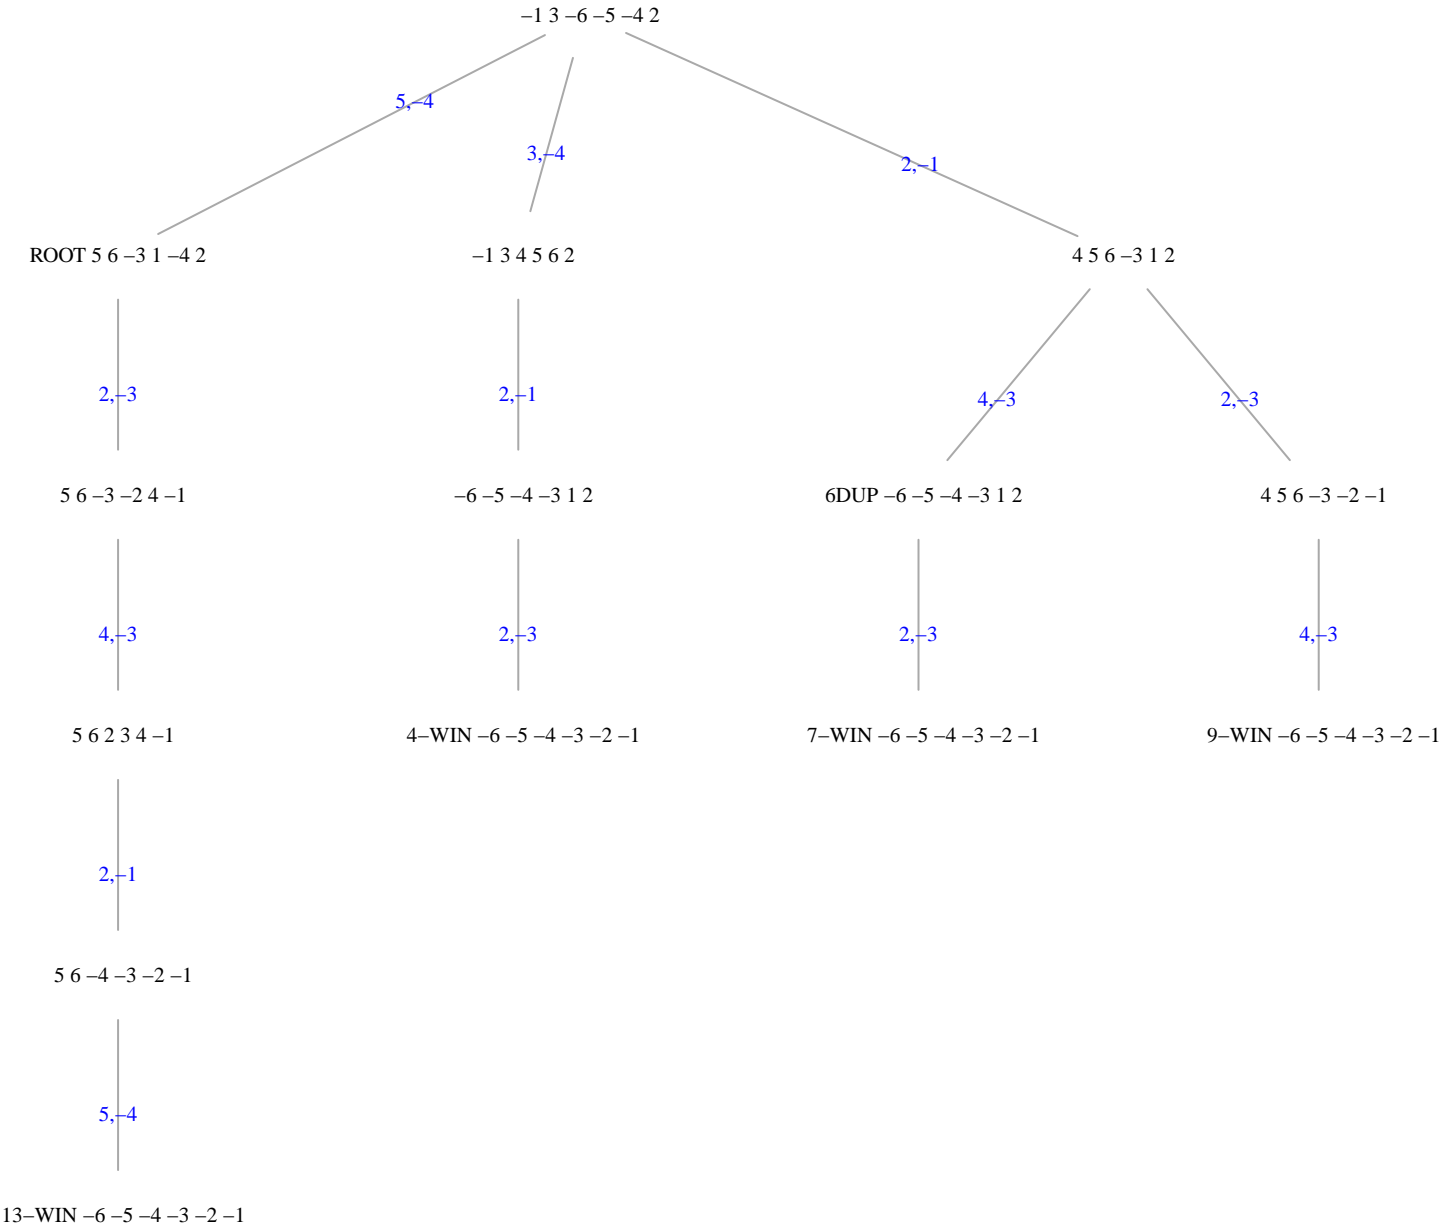 –1 3 –6 –5 –4 2
5,–4
3,–4
2,–1
ROOT 5 6 –3 1 –4 2
–1 3 4 5 6 2
4 5 6 –3 1 2
2,–3
2,–1
4,–3
2,–3
5 6 –3 –2 4 –1
–6 –5 –4 –3 1 2
6DUP –6 –5 –4 –3 1 2
4 5 6 –3 –2 –1
4,–3
2,–3
2,–3
4,–3
5 6 2 3 4 –1
4–WIN –6 –5 –4 –3 –2 –1
7–WIN –6 –5 –4 –3 –2 –1
9–WIN –6 –5 –4 –3 –2 –1
2,–1
5 6 –4 –3 –2 –1
5,–4
13–WIN –6 –5 –4 –3 –2 –1